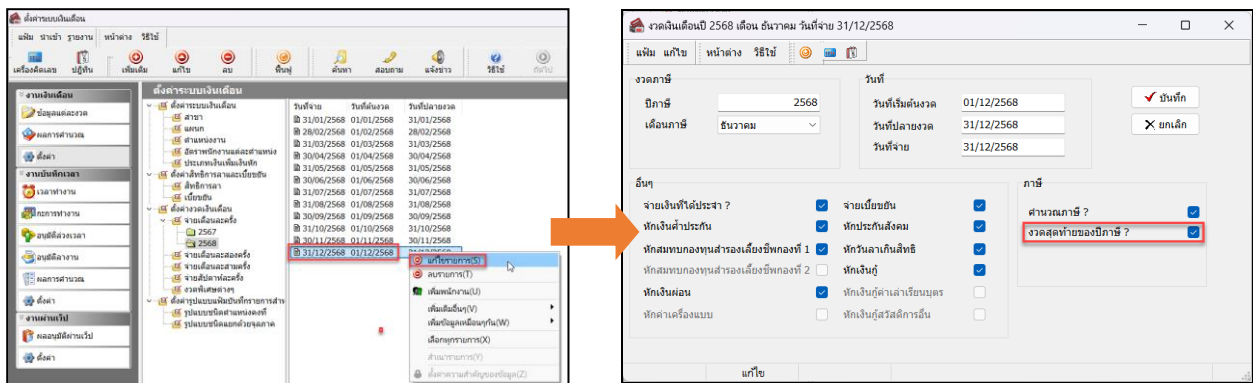 ตั้งค่าระบบเงินเดือน
แฟ้ม นำเข้า รายงาน หน้าต่าง วิธีใช้
เครื่องคิดเลข ปฏิทิน เพิ่มเติม แก้ไข ลบ ฟื้นฟู ค้นหา สอบถาม แจ้งข่าว วิธีใช้ ถัดไป
งานเงินเดือน
ข้อมูลแต่ละงวด
ผลการคำนวณ
ตั้งค่า
งานบันทึกเวลา
เวลาทำงาน
กะการทำงาน
อนุมัติล่วงเวลา
อนุมัติลางาน
ผลการคำนวณ
ตั้งค่า
งานผ่านเว็ป
ผลอนุมัติผ่านเว็ป
ตั้งค่า
ตั้งค่าระบบเงินเดือน
ตั้งค่าระบบเงินเดือน
สาขา
แผนก
ตำแหน่งงาน
อัตราพนักงานแต่ละตำแหน่ง
ประเภทเงินเพิ่มเงินหัก
ตั้งค่าสิทธิการลาและเบี้ยขยัน
สิทธิการลา
เบี้ยขยัน
ตั้งค่างวดเงินเดือน
จ่ายเดือนละครั้ง
2567
2568
จ่ายเดือนละสองครั้ง
จ่ายเดือนละสามครั้ง
จ่ายสัปดาห์ละครั้ง
งวดพิเศษต่างๆ
ตั้งค่ารูปแบบแฟ้มบันทึกรายการสำห
รูปแบบชนิดตำแหน่งคงที่
รูปแบบชนิดแยกด้วยจุลภาค
วันที่จ่าย วันที่ต้นงวด วันที่ปลายงวด
31/01/2568 01/01/2568 31/01/2568
28/02/2568 01/02/2568 28/02/2568
31/03/2568 01/03/2568 31/03/2568
30/04/2568 01/04/2568 30/04/2568
31/05/2568 01/05/2568 31/05/2568
30/06/2568 01/06/2568 30/06/2568
31/07/2568 01/07/2568 31/07/2568
31/08/2568 01/08/2568 31/08/2568
30/09/2568 01/09/2568 30/09/2568
31/10/2568 01/10/2568 31/10/2568
30/11/2568 01/11/2568 30/11/2568
31/12/2568 01/12/2568
แก้ไขรายการ(S)
ลบรายการ(T)
เพิ่มพนักงาน(U)
เพิ่มเติมอื่นๆ(V)
เพิ่มข้อมูลเหมือนๆกัน(W)
เลือกทุกรายการ(X)
สำเนารายการ(Y)
ตั้งค่าความสำคัญของข้อมูล(Z)
งวดเงินเดือนปี 2568 เดือน ธันวาคม วันที่จ่าย 31/12/2568
แฟ้ม แก้ไข หน้าต่าง วิธีใช้
งวดภาษี
ปีภาษี 2568
เดือนภาษี ธันวาคม
วันที่
วันที่เริ่มต้นงวด 01/12/2568
วันที่ปลายงวด 31/12/2568
วันที่จ่าย 31/12/2568
บันทึก
ยกเลิก
อื่นๆ
จ่ายเงินที่ได้ประจำ ? จ่ายเบี้ยขยัน
หักเงินค้ำประกัน หักประกันสังคม
หักสมทบกองทุนสำรองเลี้ยงชีพกองที่ 1 หักวันลาเกินสิทธิ
หักสมทบกองทุนสำรองเลี้ยงชีพกองที่ 2 หักเงินกู้
หักเงินผ่อน หักเงินกู้ค่าเล่าเรียนบุตร
หักค่าเครื่องแบบ หักเงินกู้สวัสดิการอื่น
ภาษี
คำนวณภาษี ?
งวดสุดท้ายของปีภาษี ?
แก้ไข